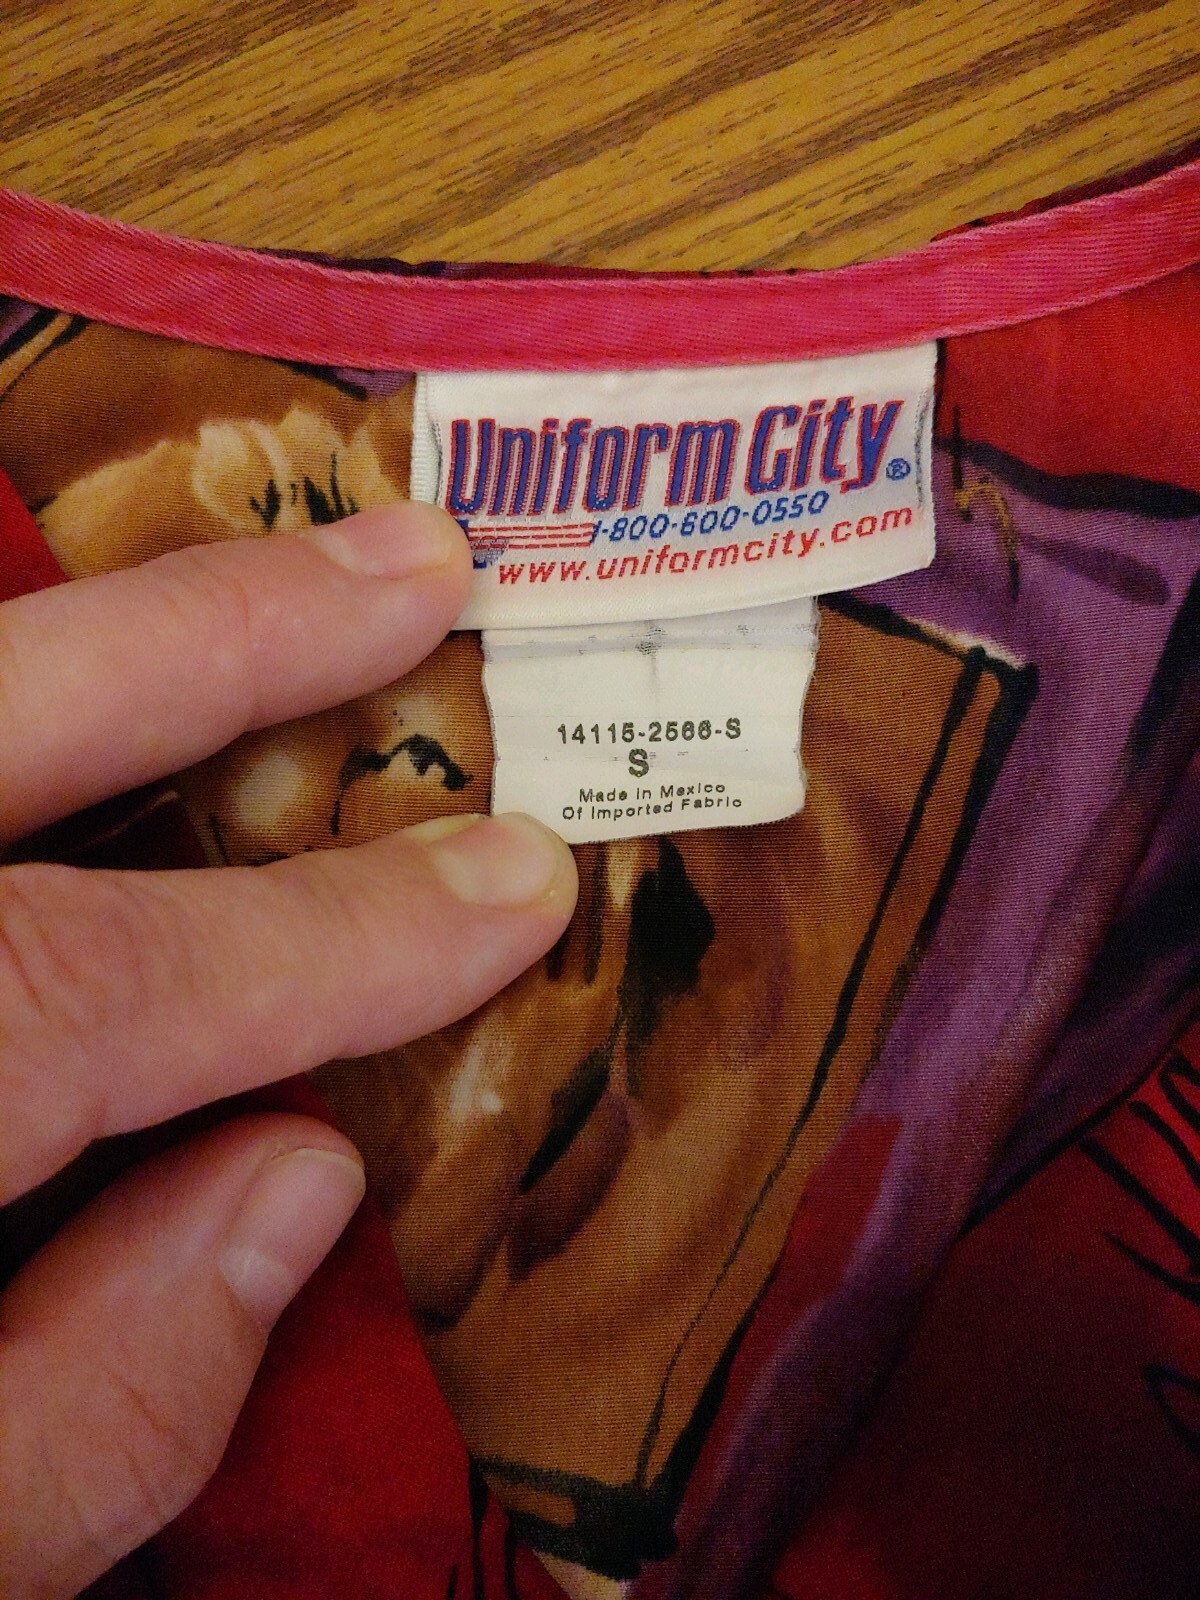 Uniform City®
1-800-600-0550
www.uniformcity.com
14115-2566-S
S
Made in Mexico
Of Imported Fabric